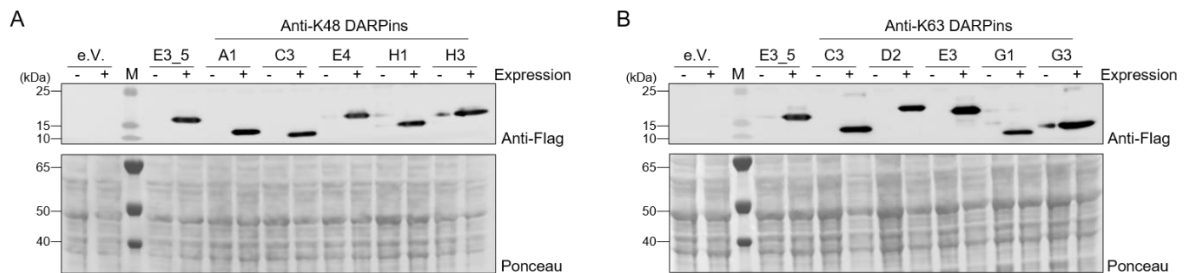 A
Anti-K48 DARPins
e.V. E3_5 A1 C3 E4 H1 H3
(kDa) - + M - + - + - + - + - + - + Expression
25
15
10
Anti-Flag
65
50
40
Ponceau
B
Anti-K63 DARPins
e.V. E3_5 C3 D2 E3 G1 G3
(kDa) - + M - + - + - + - + - + - + Expression
25
15
10
Anti-Flag
65
50
40
Ponceau